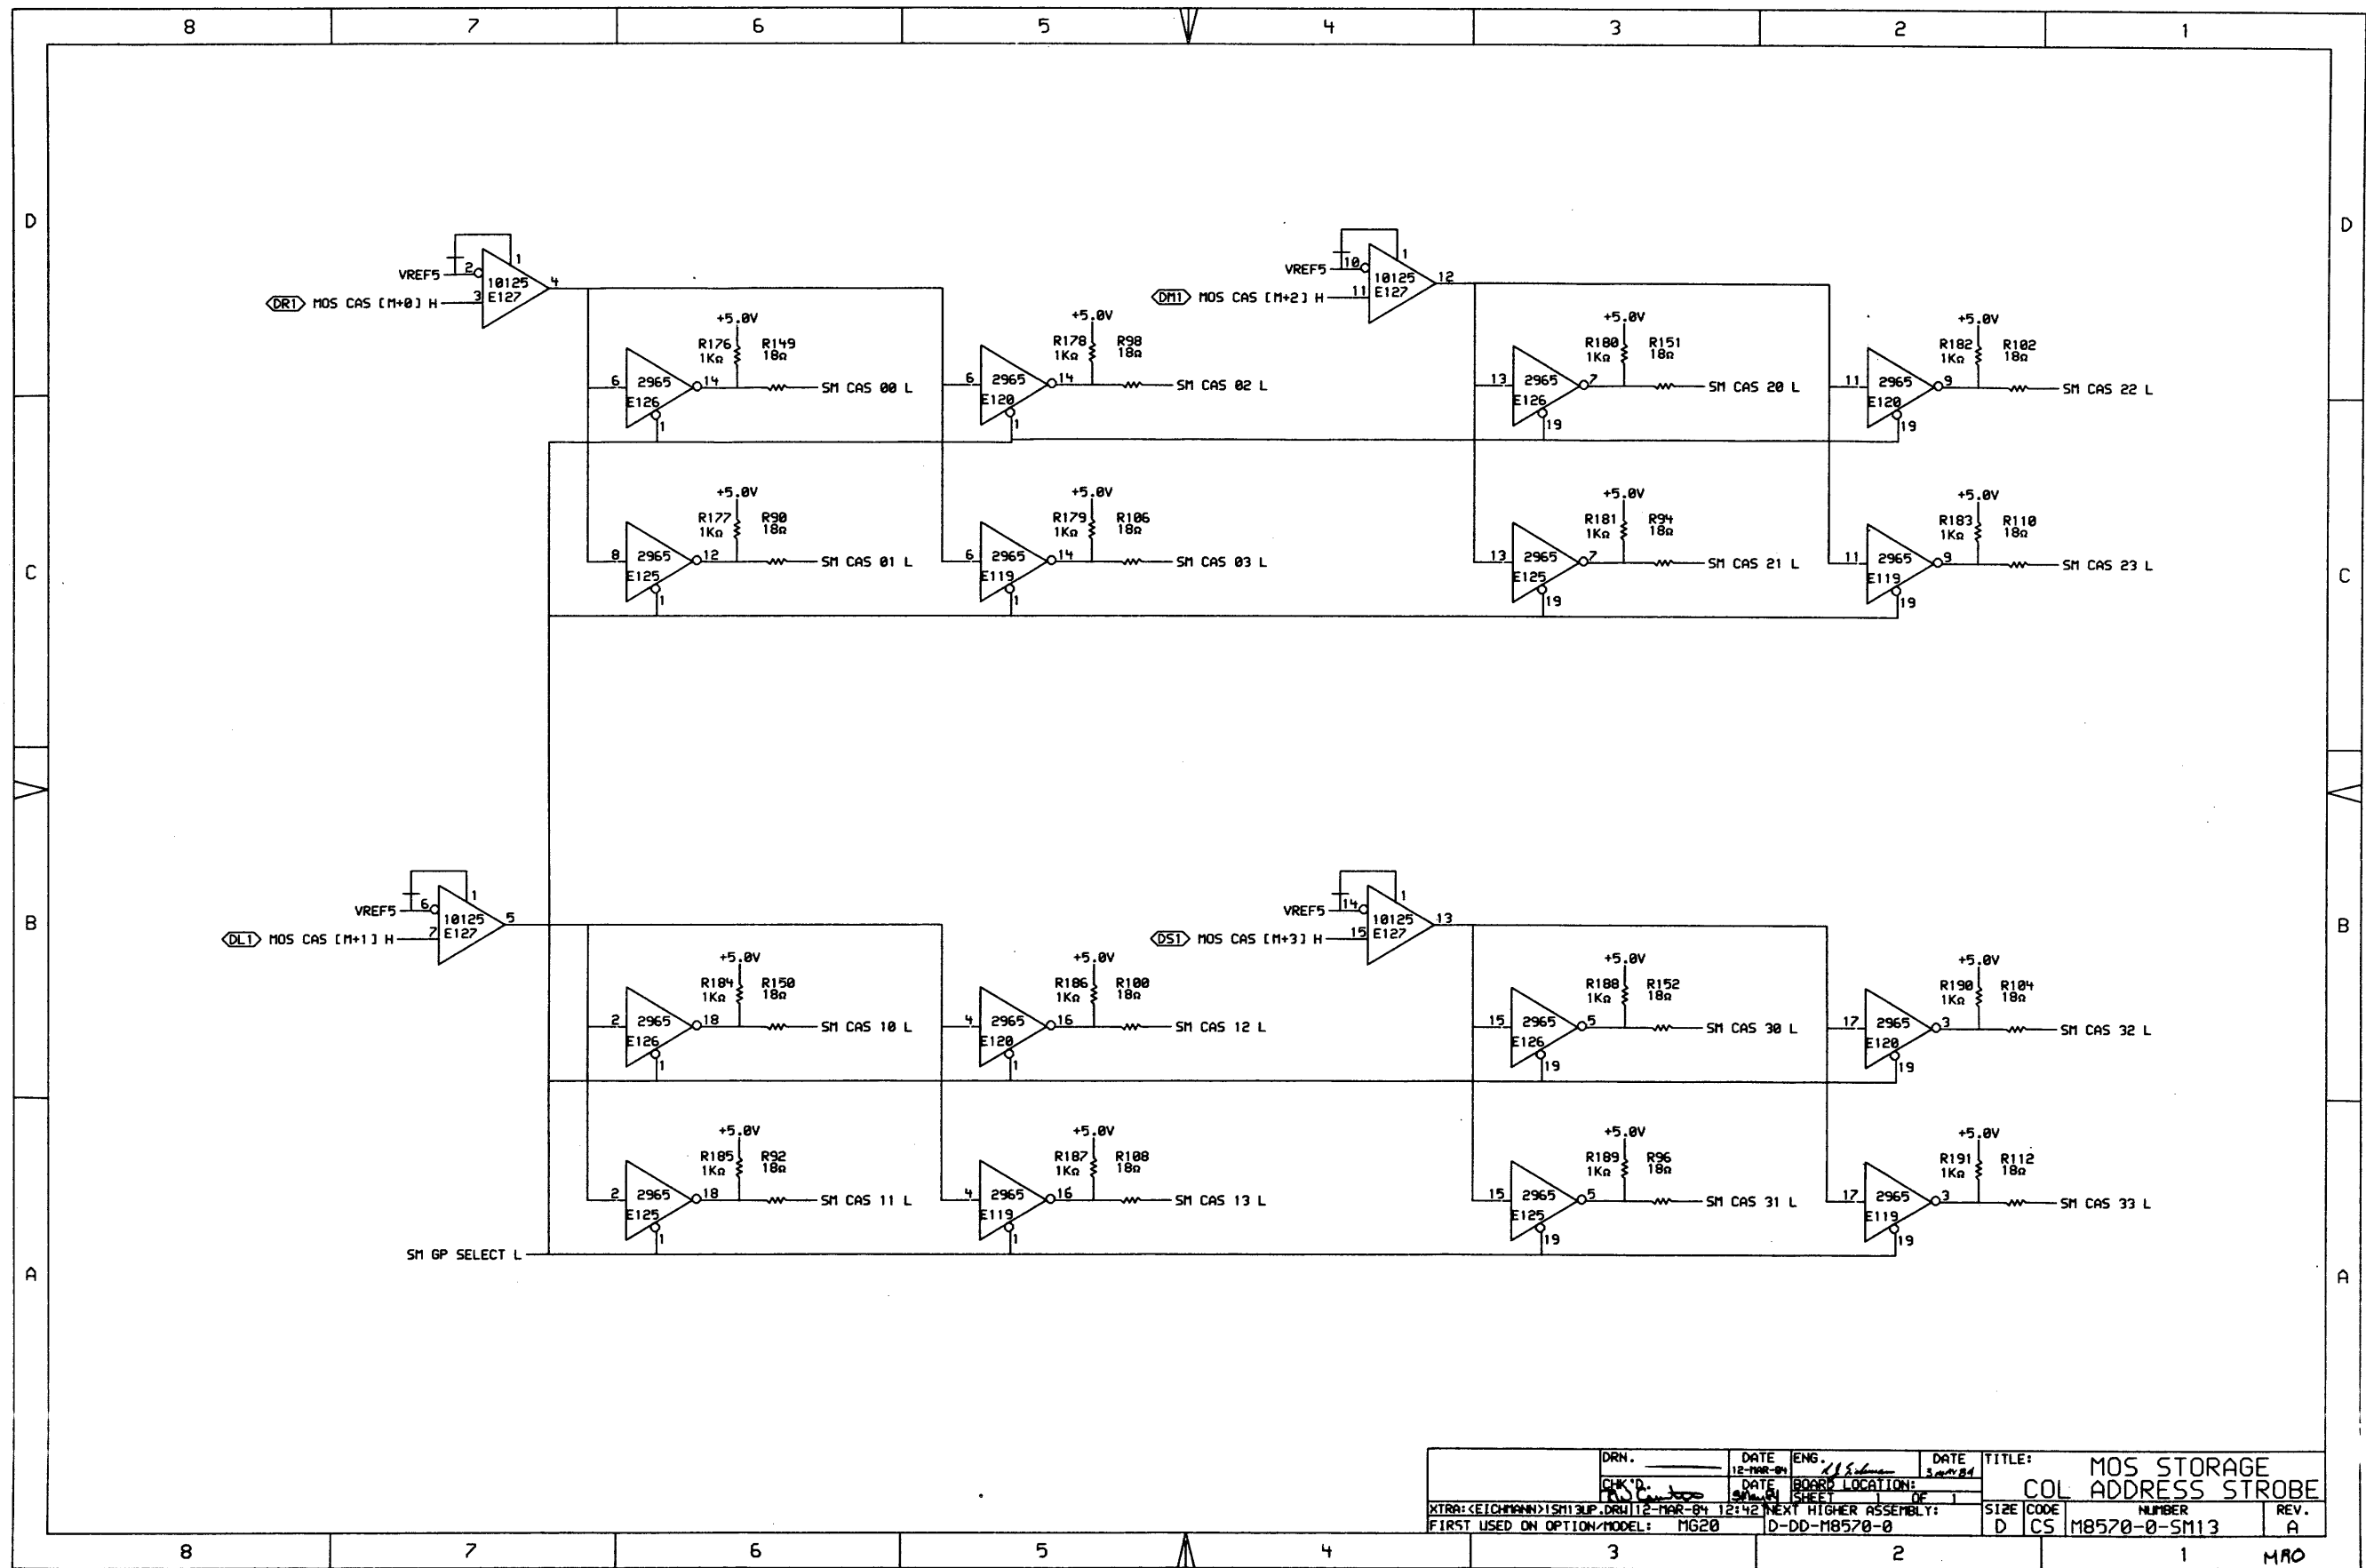 8 7 6 5 4 3 2 1
D D
VREF5 2 1 4
10125
E127
<DR1> MOS CAS [M+0] H 3
VREF5 10 1 12
10125
E127
<DM1> MOS CAS [M+2] H 11
+5.0V +5.0V +5.0V +5.0V
R176 R149 R178 R98 R180 R151 R182 R102
1KΩ 18Ω 1KΩ 18Ω 1KΩ 18Ω 1KΩ 18Ω
6 2965 14 SM CAS 00 L 6 2965 14 SM CAS 02 L 13 2965 7 SM CAS 20 L 11 2965 9 SM CAS 22 L
E126 E120 E126 E120
1 1 19 19
+5.0V +5.0V +5.0V +5.0V
R177 R90 R179 R106 R181 R94 R183 R110
1KΩ 18Ω 1KΩ 18Ω 1KΩ 18Ω 1KΩ 18Ω
8 2965 12 SM CAS 01 L 6 2965 14 SM CAS 03 L 13 2965 7 SM CAS 21 L 11 2965 9 SM CAS 23 L
C C
E125 E119 E125 E119
1 1 19 19
VREF5 6 1 5
10125
E127
<DL1> MOS CAS [M+1] H 7
VREF5 14 1 13
10125
E127
<DS1> MOS CAS [M+3] H 15
B B
+5.0V +5.0V +5.0V +5.0V
R184 R150 R186 R100 R188 R152 R190 R104
1KΩ 18Ω 1KΩ 18Ω 1KΩ 18Ω 1KΩ 18Ω
2 2965 18 SM CAS 10 L 4 2965 16 SM CAS 12 L 15 2965 5 SM CAS 30 L 17 2965 3 SM CAS 32 L
E126 E120 E126 E120
1 1 19 19
+5.0V +5.0V +5.0V +5.0V
R185 R92 R187 R108 R189 R96 R191 R112
1KΩ 18Ω 1KΩ 18Ω 1KΩ 18Ω 1KΩ 18Ω
2 2965 18 SM CAS 11 L 4 2965 16 SM CAS 13 L 15 2965 5 SM CAS 31 L 17 2965 3 SM CAS 33 L
E125 E119 E125 E119
1 1 19 19
SM GP SELECT L
A A
DRN. DATE 12-MAR-84 ENG. DATE
CHK'D. DATE BOARD LOCATION:
SHEET 1 OF 1
TITLE: MOS STORAGE
COL ADDRESS STROBE
XTRA:<EICHMANN>!SM13UP.DRW 12-MAR-84 12:42 NEXT HIGHER ASSEMBLY:
FIRST USED ON OPTION/MODEL: MG20 D-DD-M8570-0
SIZE CODE NUMBER REV.
D CS M8570-0-SM13 A
8 7 6 5 4 3 2 1 MRO